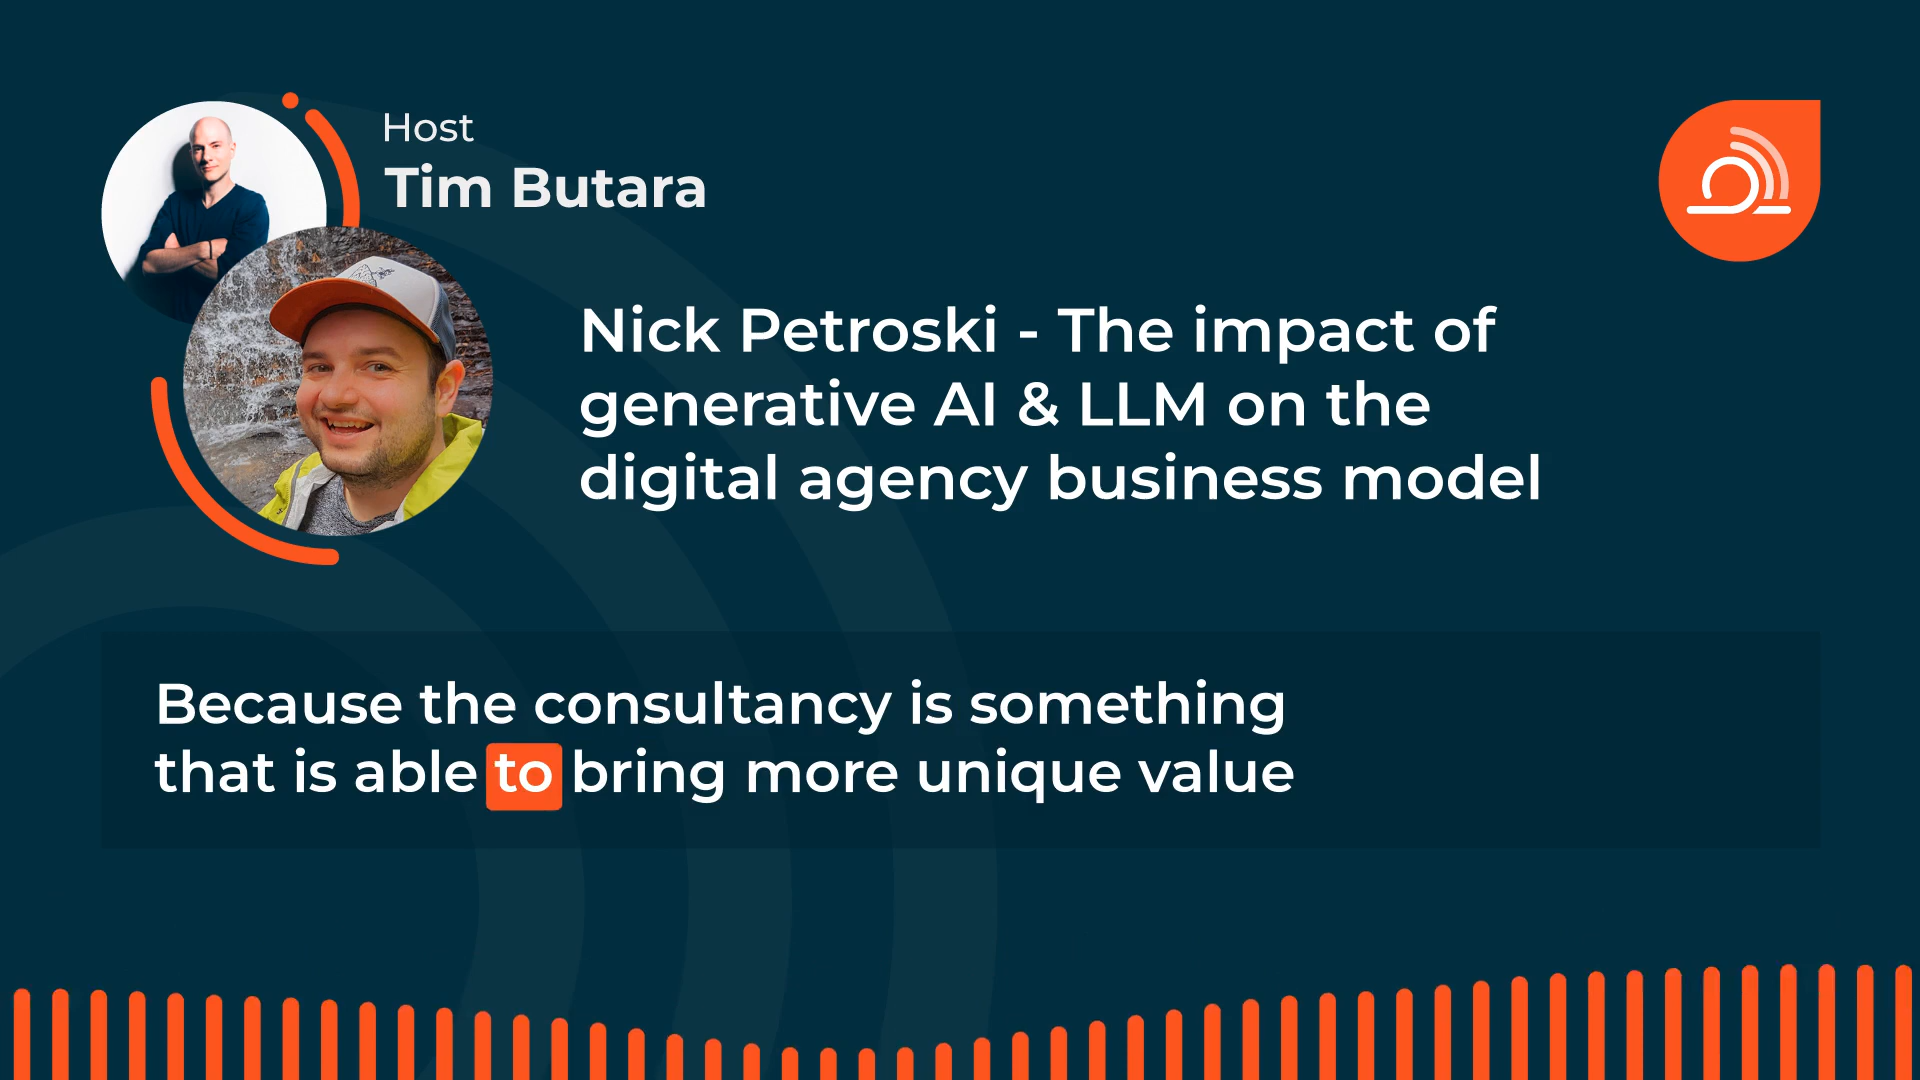 Host
Tim Butara
Nick Petroski - The impact of
generative AI & LLM on the
digital agency business model
Because the consultancy is something
that is able to bring more unique value